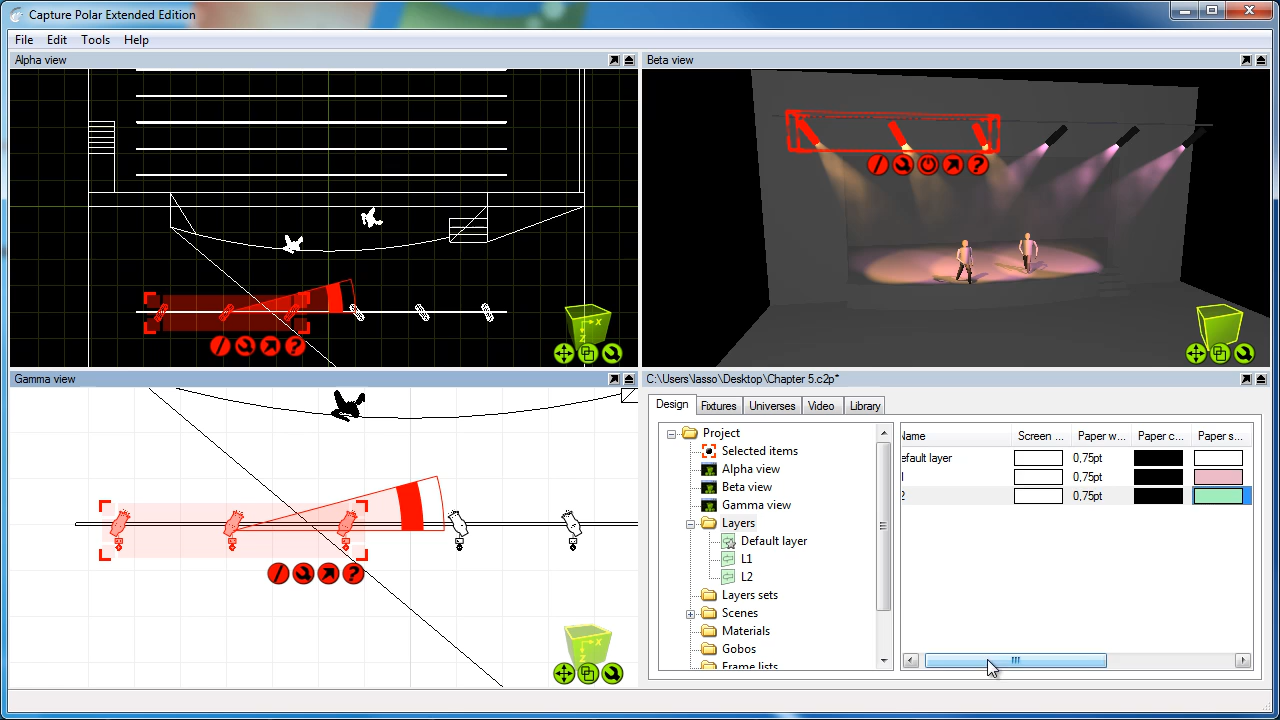 Capture Polar Extended Edition
File Edit Tools Help
Alpha view
Beta view
X
Z
Gamma view
X
Z
C:\Users\lasso\Desktop\Chapter 5.c2p*
Design Fixtures Universes Video Library
Project
Selected items
Alpha view
Beta view
Gamma view
Layers
Default layer
L1
L2
Layers sets
Scenes
Materials
Gobos
Frame lists
Name Screen ... Paper w... Paper c... Paper s...
efault layer 0,75pt
1 0,75pt
2 0,75pt